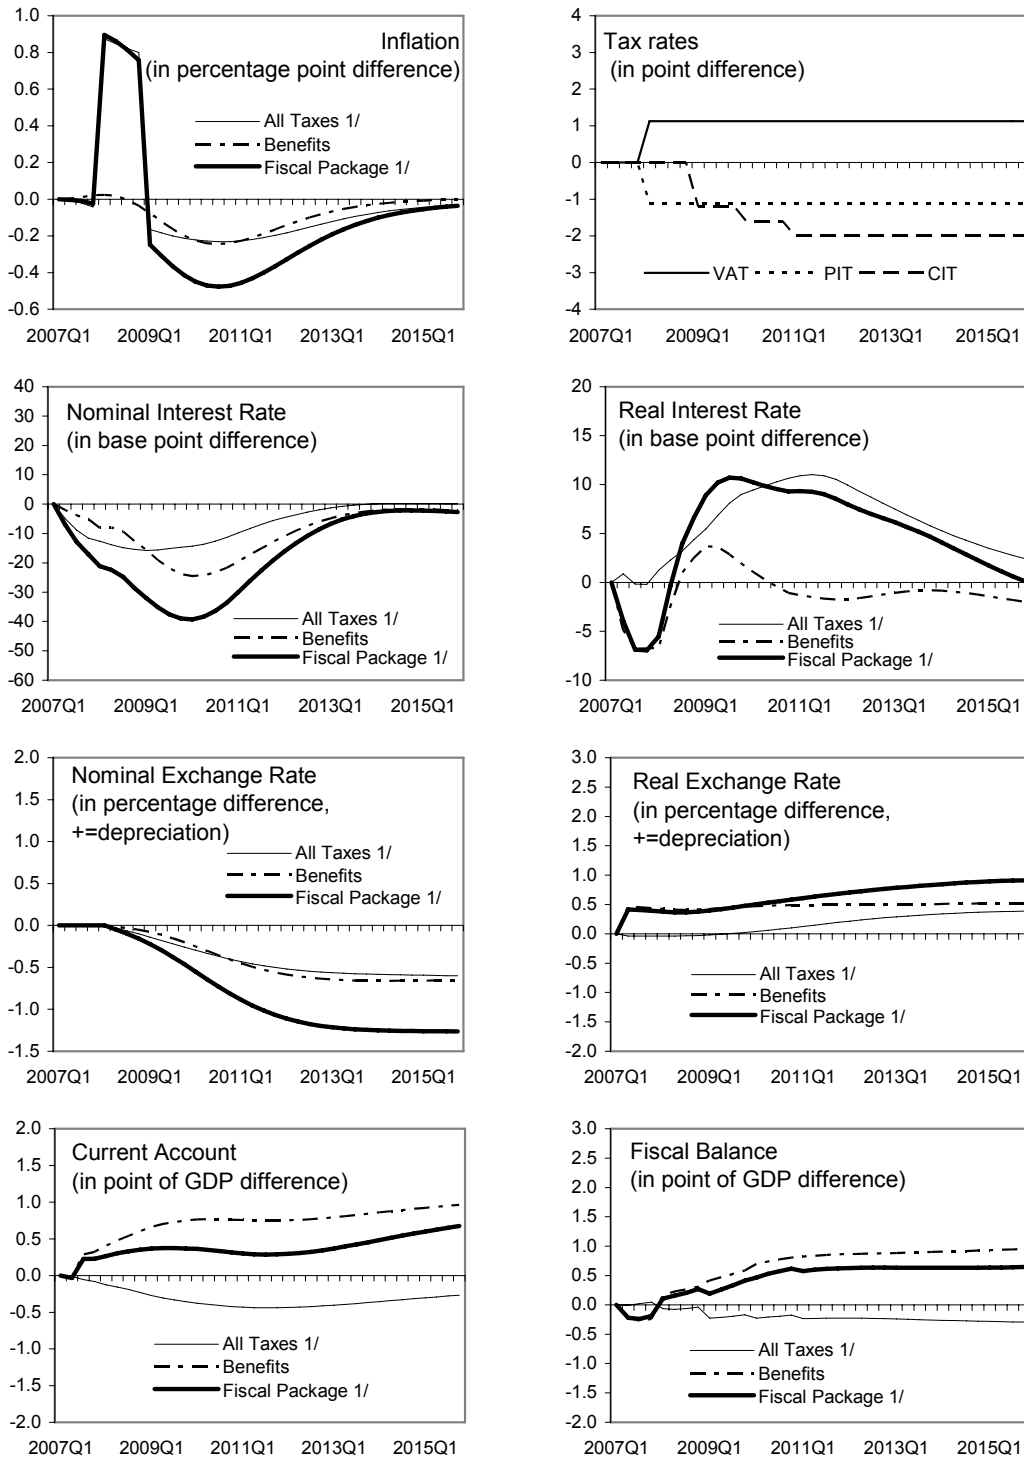 Inflation
(in percentage point difference)
1.0
0.8
0.6
0.4
0.2
0.0
-0.2
-0.4
-0.6
All Taxes 1/
Benefits
Fiscal Package 1/
2007Q1 2009Q1 2011Q1 2013Q1 2015Q1
Tax rates
(in point difference)
4
3
2
1
0
-1
-2
-3
-4
VAT PIT CIT
2007Q1 2009Q1 2011Q1 2013Q1 2015Q1
Nominal Interest Rate
(in base point difference)
40
30
20
10
0
-10
-20
-30
-40
-50
-60
All Taxes 1/
Benefits
Fiscal Package 1/
2007Q1 2009Q1 2011Q1 2013Q1 2015Q1
Real Interest Rate
(in base point difference)
20
15
10
5
0
-5
-10
All Taxes 1/
Benefits
Fiscal Package 1/
2007Q1 2009Q1 2011Q1 2013Q1 2015Q1
Nominal Exchange Rate
(in percentage difference,
+=depreciation)
2.0
1.5
1.0
0.5
0.0
-0.5
-1.0
-1.5
All Taxes 1/
Benefits
Fiscal Package 1/
2007Q1 2009Q1 2011Q1 2013Q1 2015Q1
Real Exchange Rate
(in percentage difference,
+=depreciation)
3.0
2.5
2.0
1.5
1.0
0.5
0.0
-0.5
-1.0
-1.5
-2.0
All Taxes 1/
Benefits
Fiscal Package 1/
2007Q1 2009Q1 2011Q1 2013Q1 2015Q1
Current Account
(in point of GDP difference)
2.0
1.5
1.0
0.5
0.0
-0.5
-1.0
-1.5
-2.0
All Taxes 1/
Benefits
Fiscal Package 1/
2007Q1 2009Q1 2011Q1 2013Q1 2015Q1
Fiscal Balance
(in point of GDP difference)
3.0
2.5
2.0
1.5
1.0
0.5
0.0
-0.5
-1.0
-1.5
-2.0
All Taxes 1/
Benefits
Fiscal Package 1/
2007Q1 2009Q1 2011Q1 2013Q1 2015Q1